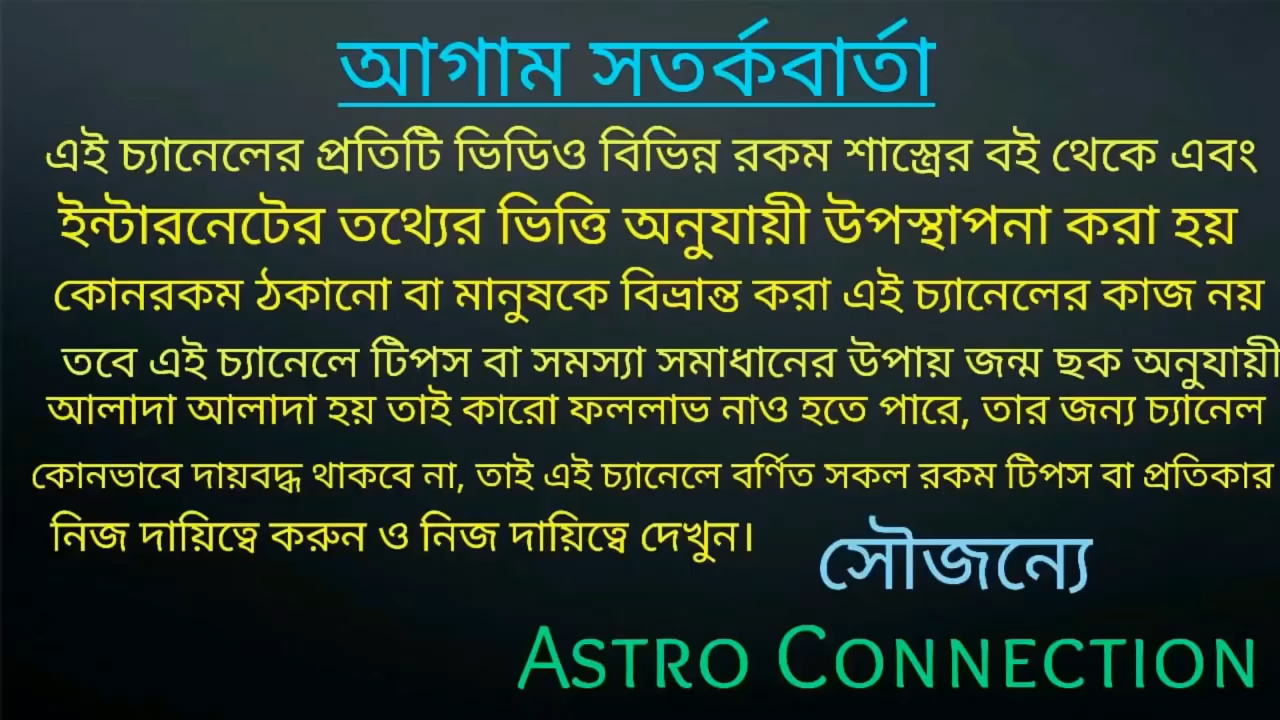 আগাম সতর্কবার্তা
এই চ্যানেলের প্রতিটি ভিডিও বিভিন্ন রকম শাস্ত্রের বই থেকে এবং
ইন্টারনেটের তথ্যের ভিত্তি অনুযায়ী উপস্থাপনা করা হয়
কোনরকম ঠকানো বা মানুষকে বিভ্রান্ত করা এই চ্যানেলের কাজ নয়
তবে এই চ্যানেলে টিপস বা সমস্যা সমাধানের উপায় জন্ম ছক অনুযায়ী
আলাদা আলাদা হয় তাই কারো ফললাভ নাও হতে পারে, তার জন্য চ্যানেল
কোনভাবে দায়বদ্ধ থাকবে না, তাই এই চ্যানেলে বর্ণিত সকল রকম টিপস বা প্রতিকার
নিজ দায়িত্বে করুন ও নিজ দায়িত্বে দেখুন।
সৌজন্যে
ASTRO CONNECTION